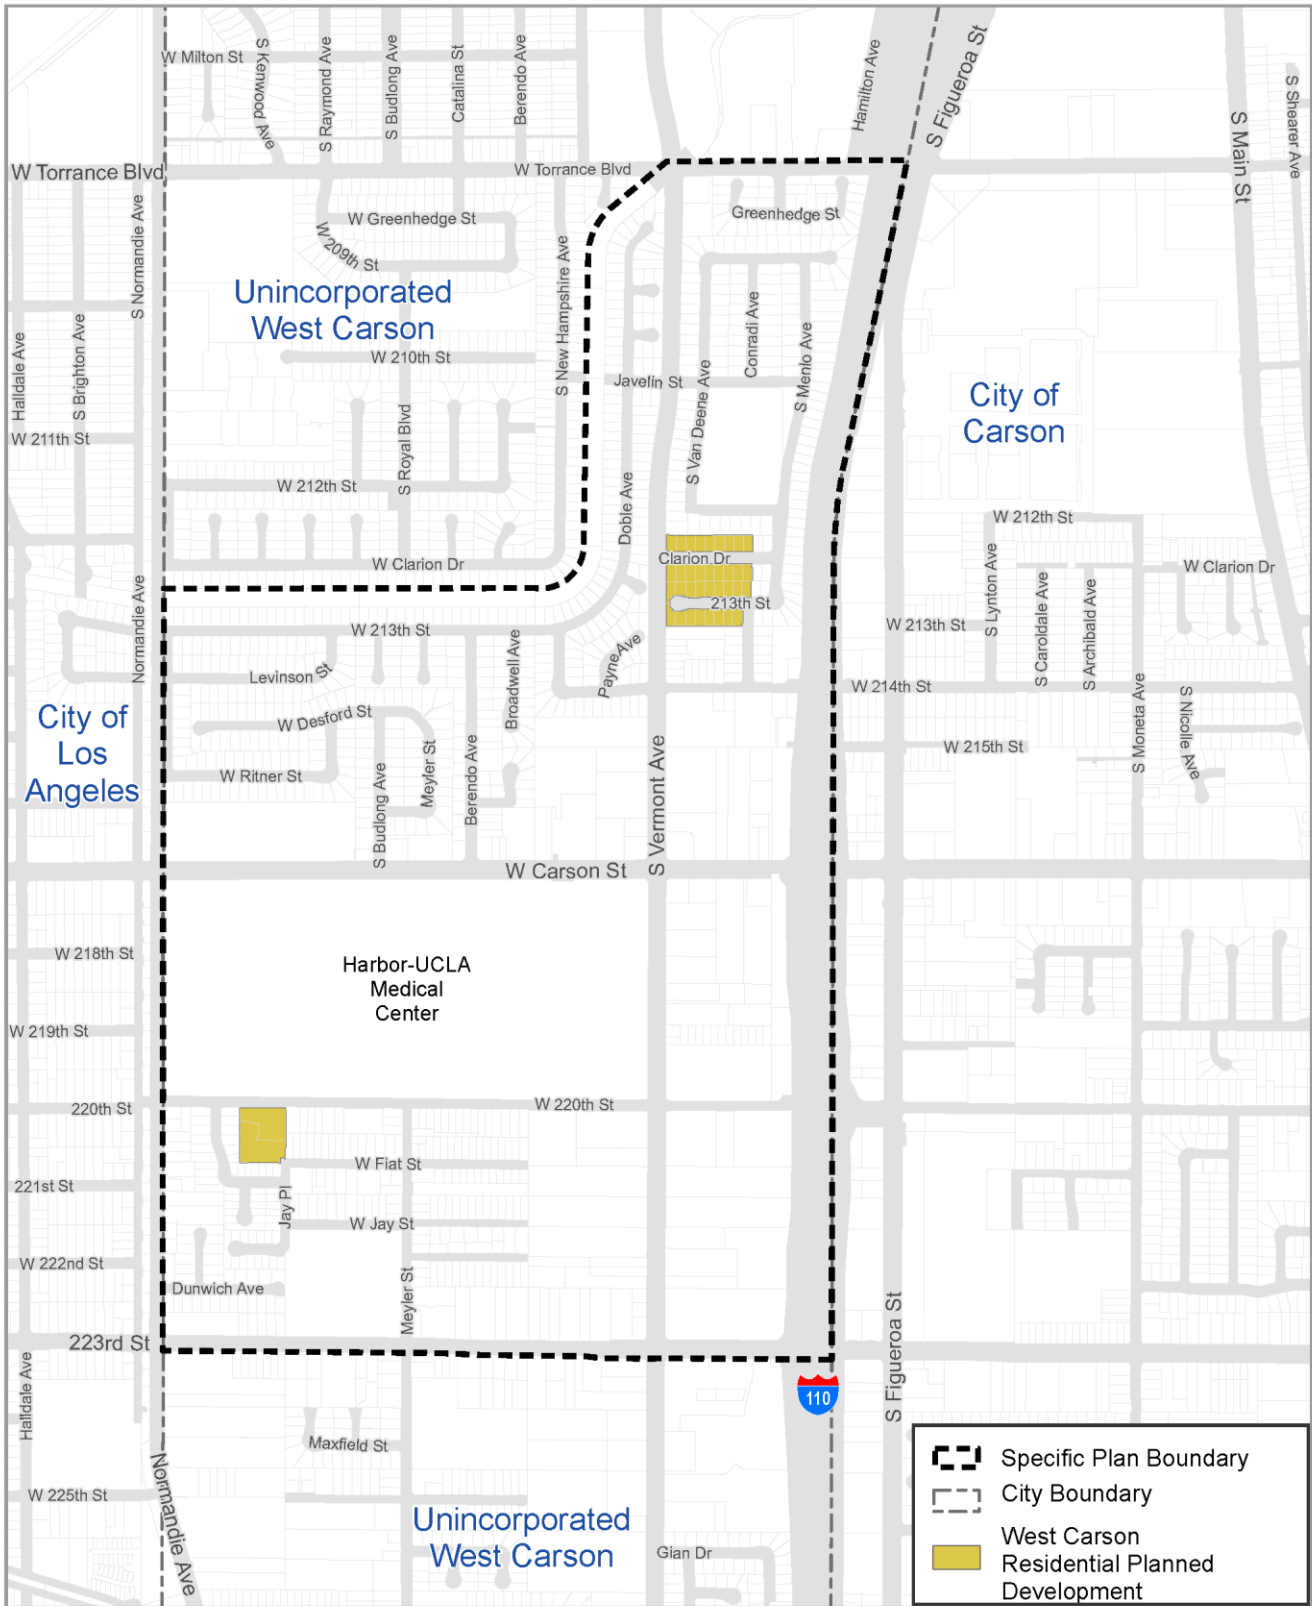 W Milton St
S Kenwood Ave
S Raymond Ave
S Budlong Ave
Catalina St
Berendo Ave
Hamilton Ave
S Figueroa St
S Main St
S Shearer Ave
W Torrance Blvd
W Torrance Blvd
S Normandie Ave
W Greenhedge St
Greenhedge St
W 209th St
Unincorporated
West Carson
S New Hampshire Ave
Halldale Ave
S Brighton Ave
W 210th St
Javelin St
Conradi Ave
S Menlo Ave
S Van Deene Ave
City of
Carson
W 211th St
S Royal Blvd
W 212th St
Doble Ave
W 212th St
W Clarion Dr
Clarion Dr
W Clarion Dr
213th St
Normandie Ave
W 213th St
S Lynton Ave
S Caroldale Ave
S Archibald Ave
W 213th St
Levinson St
Broadwell Ave
Payne Ave
W 214th St
S Moneta Ave
S Nicolle Ave
City of
Los
Angeles
W Desford St
W Ritner St
S Budlong Ave
Meyler St
Berendo Ave
S Vermont Ave
W 215th St
W Carson St
W 218th St
Harbor-UCLA
Medical
Center
W 219th St
220th St
W 220th St
W Fiat St
221st St
Jay Pl
W Jay St
W 222nd St
Dunwich Ave
Meyler St
223rd St
S Figueroa St
110
Halldale Ave
Maxfield St
Normandie Ave
W 225th St
Unincorporated
West Carson
Gian Dr
Specific Plan Boundary
City Boundary
West Carson
Residential Planned
Development